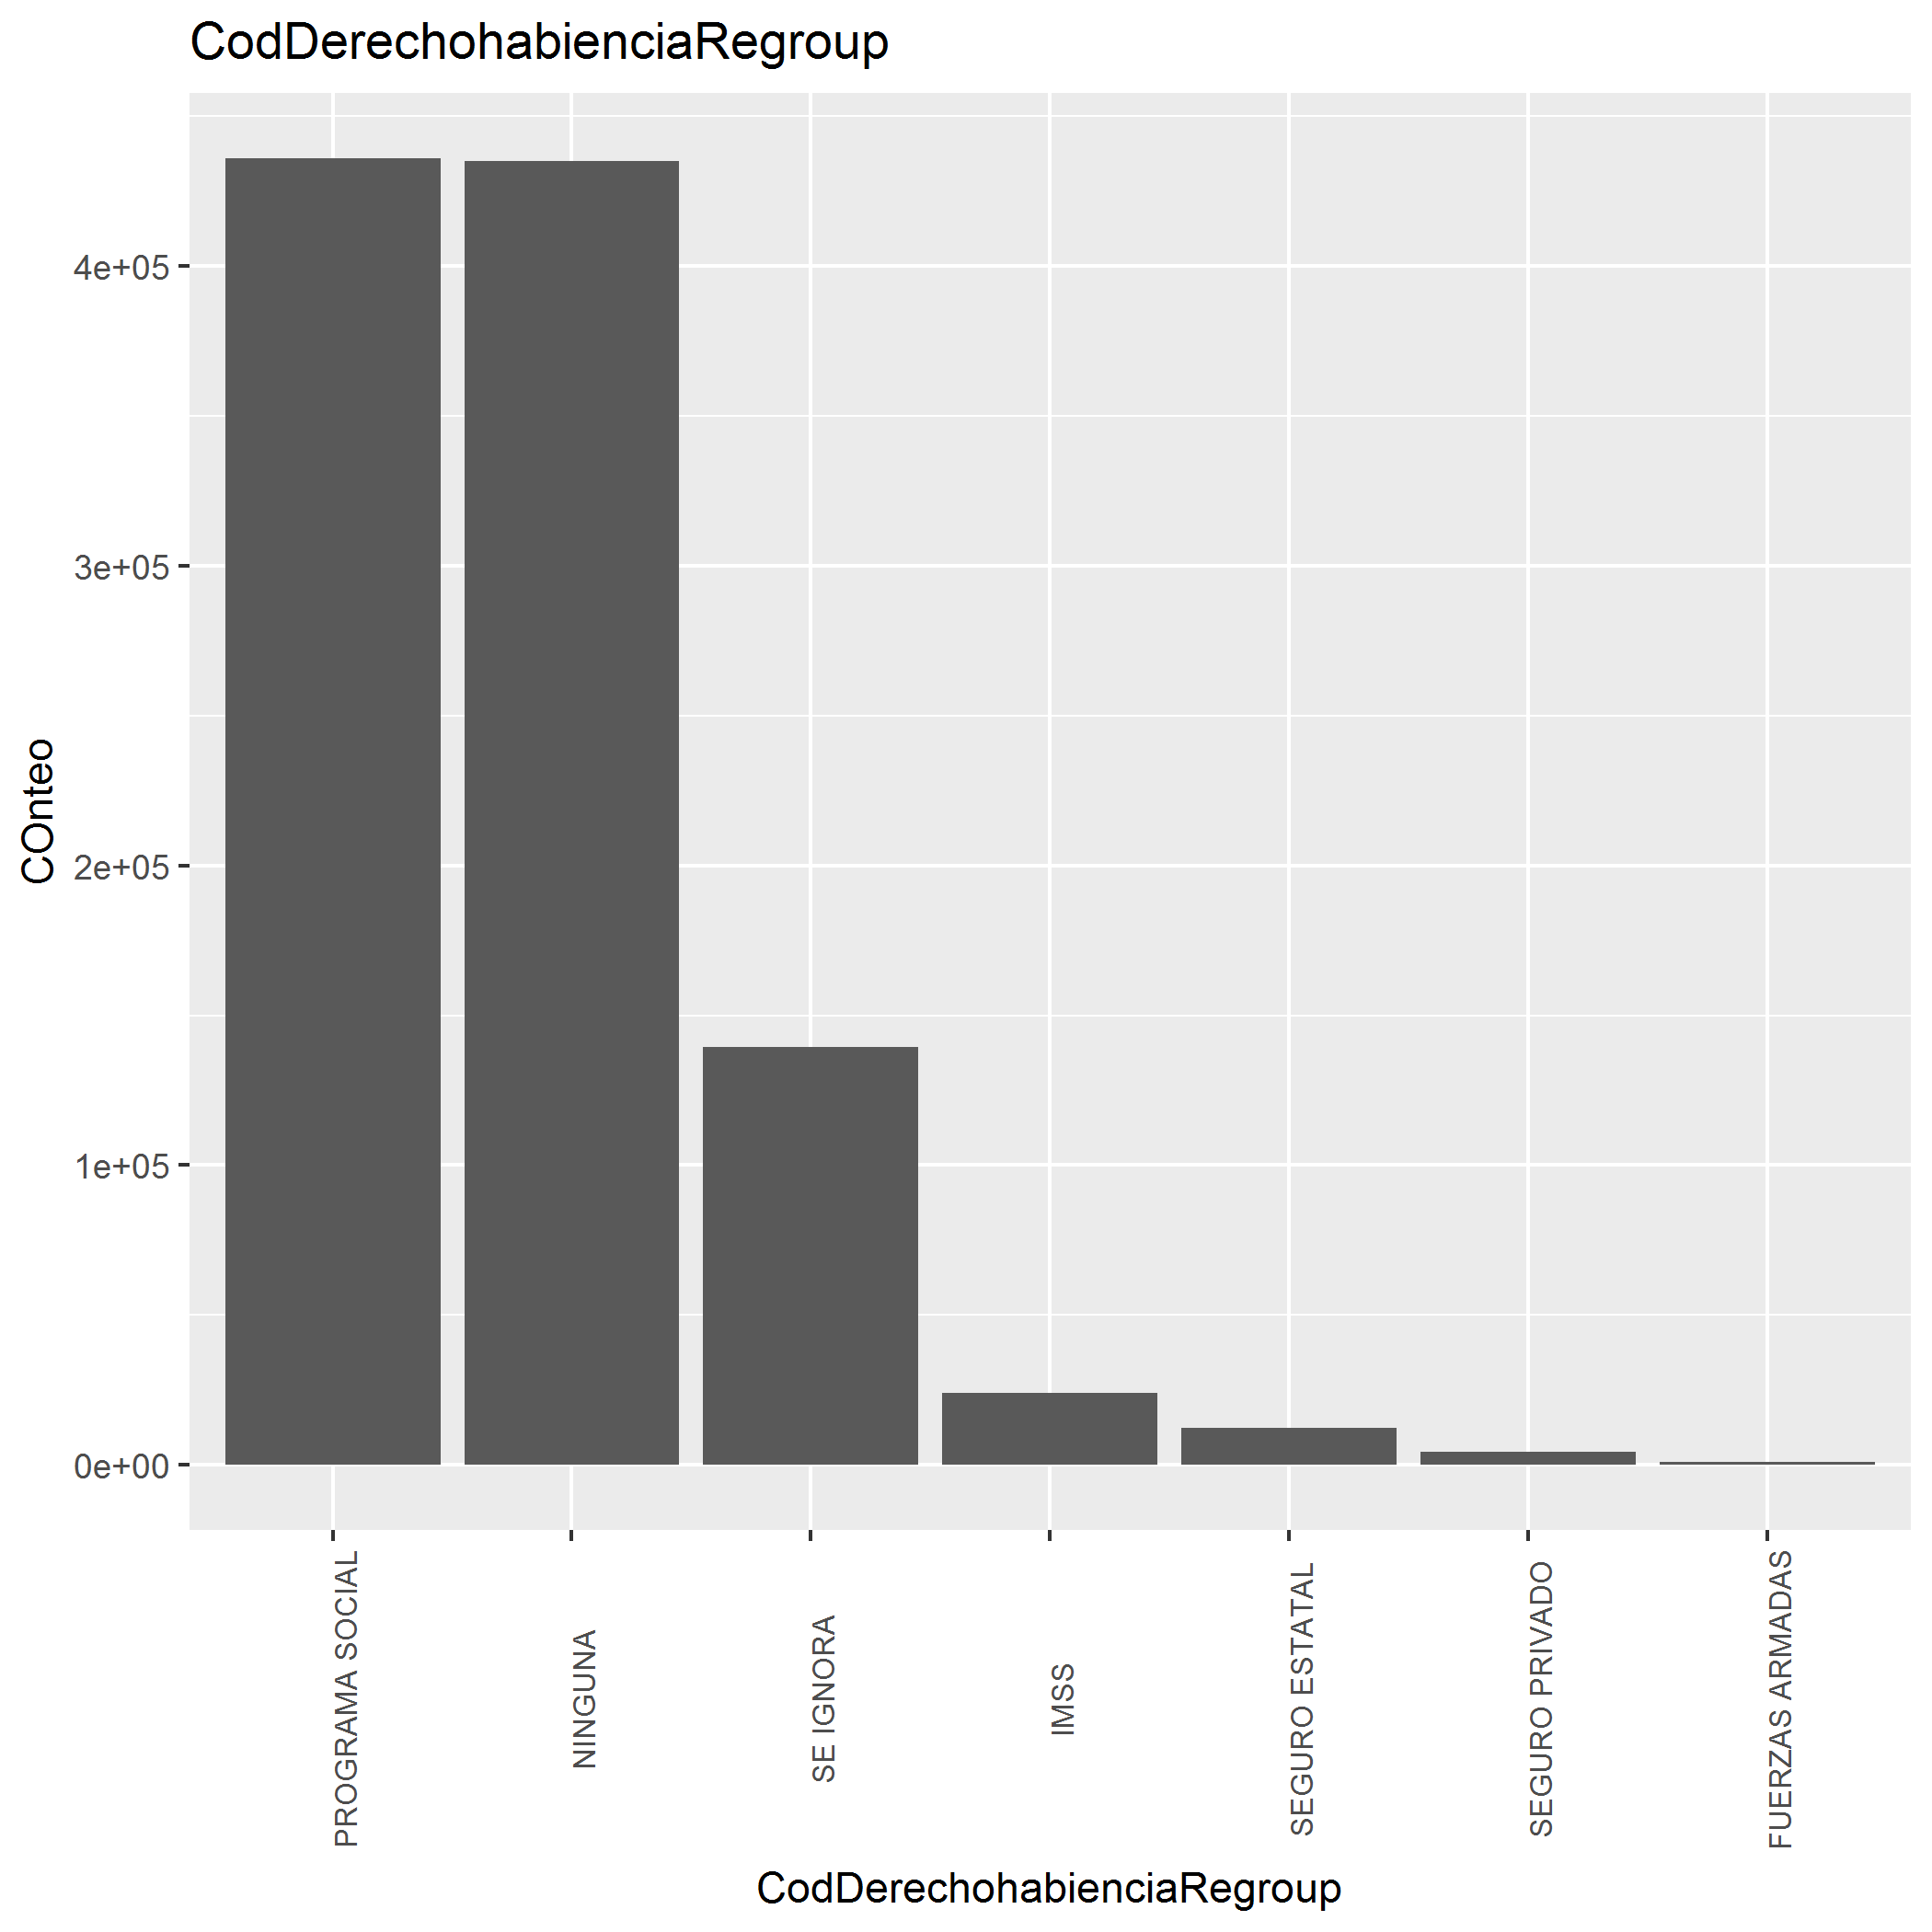 CodDerechohabienciaRegroup
COnteo
4e+05
3e+05
2e+05
1e+05
0e+00
PROGRAMA SOCIAL
NINGUNA
SE IGNORA
IMSS
SEGURO ESTATAL
SEGURO PRIVADO
FUERZAS ARMADAS
CodDerechohabienciaRegroup